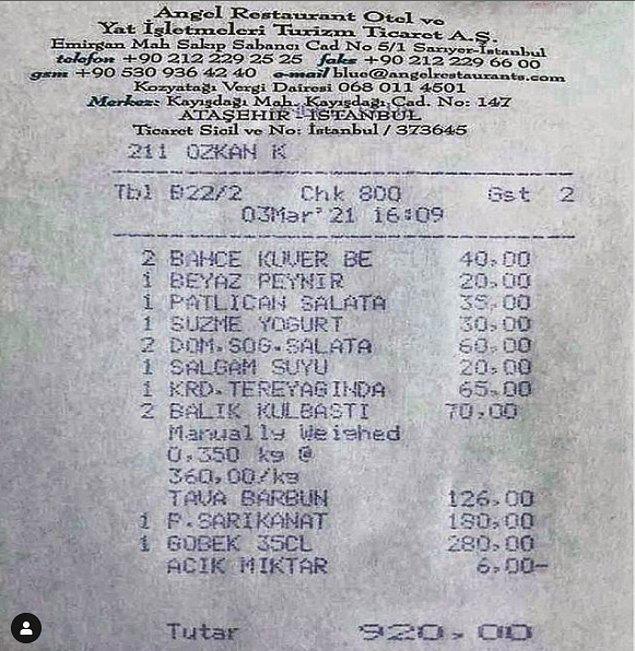 Angel Restaurant Otel ve
Yat İşletmeleri Turizm Ticaret A.Ş.
Emirgan Mah Sakıp Sabancı Cad No 5/1 Sarıyer-İstanbul
telefon +90 212 229 25 25 faks +90 212 229 66 00
gsm +90 530 936 42 40 e-mail blue@angelrestaurants.com
Kozyatağı Vergi Dairesi 068 011 4501
Merkez: Kayışdağı Mah. Kayışdağı Cad. No: 147
ATAŞEHİR - İSTANBUL
Ticaret Sicil ve No: İstanbul / 373645
211 OZKAN K
Tbl B22/2 Chk 800 Gst 2
03Mar'21 16:09
2 BAHCE KUVER BE 40,00
1 BEYAZ PEYNIR 20,00
1 PATLICAN SALATA 35,00
1 SUZME YOGURT 30,00
2 DOM.SOG.SALATA 60,00
1 SALGAM SUYU 20,00
1 KRD.TEREYAGINDA 65,00
2 BALIK KULBASTI 70,00
Manually Weighed
0,350 kg @
360,00/kg
TAVA BARBUN 126,00
1 P.SARIKANAT 180,00
1 GOBEK 35CL 280,00
ACIK MIKTAR 6,00-
Tutar 920,00